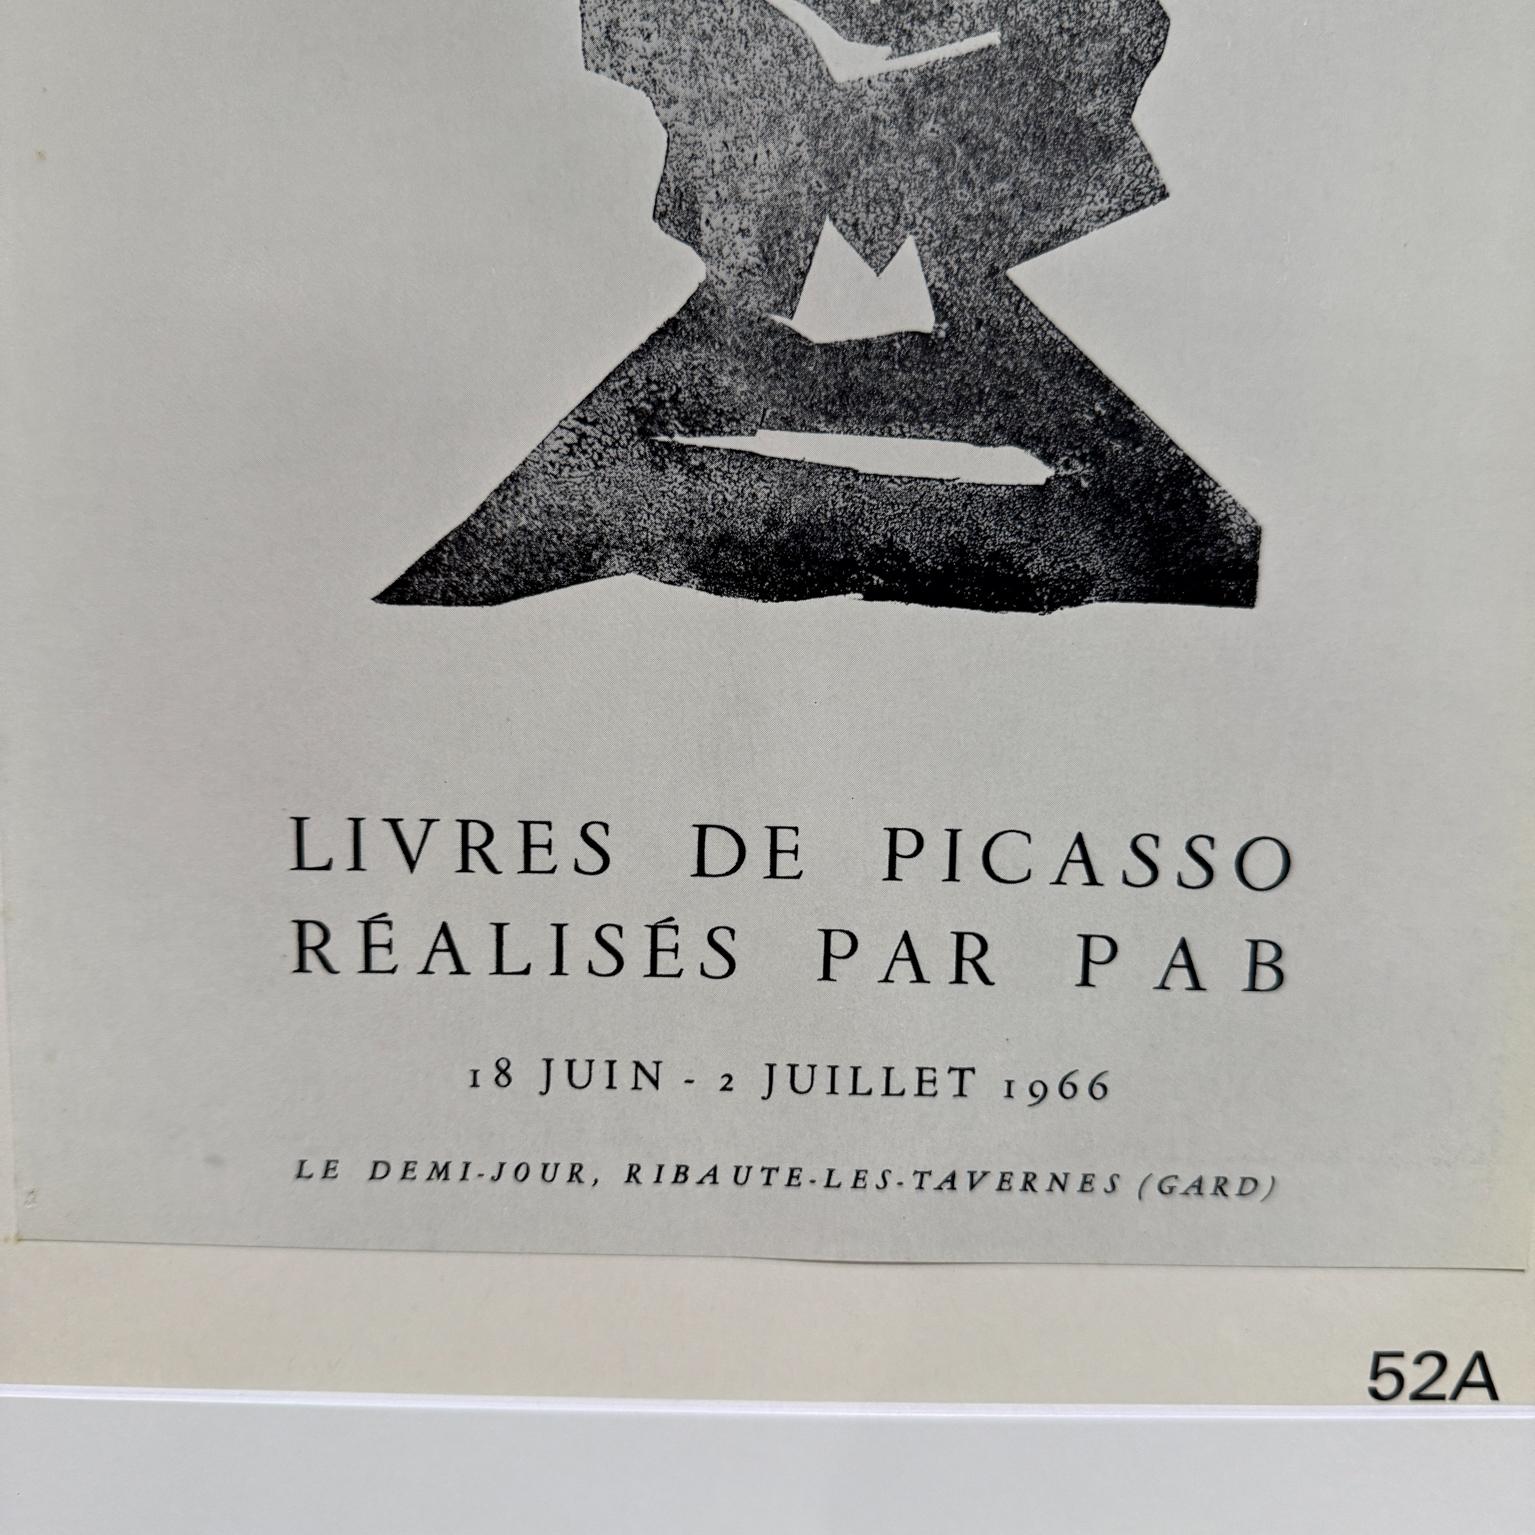 LIVRES DE PICASSO
RÉALISÉS PAR PAB
18 JUIN - 2 JUILLET 1966
LE DEMI-JOUR, RIBAUTE-LES-TAVERNES (GARD)
52A